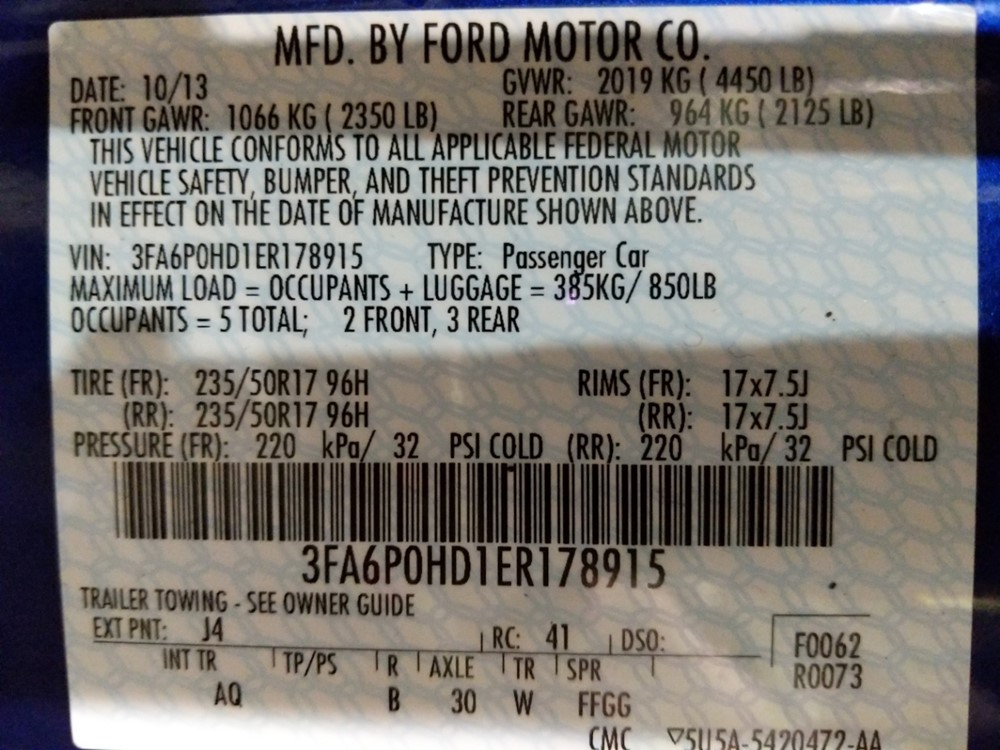 MFD. BY FORD MOTOR CO.
DATE: 10/13 GVWR: 2019 KG ( 4450 LB)
FRONT GAWR: 1066 KG ( 2350 LB) REAR GAWR: 964 KG ( 2125 LB)
THIS VEHICLE CONFORMS TO ALL APPLICABLE FEDERAL MOTOR
VEHICLE SAFETY, BUMPER, AND THEFT PREVENTION STANDARDS
IN EFFECT ON THE DATE OF MANUFACTURE SHOWN ABOVE.
VIN: 3FA6P0HD1ER178915 TYPE: Passenger Car
MAXIMUM LOAD = OCCUPANTS + LUGGAGE = 385KG/ 850LB
OCCUPANTS = 5 TOTAL; 2 FRONT, 3 REAR
TIRE (FR): 235/50R17 96H RIMS (FR): 17x7.5J
(RR): 235/50R17 96H (RR): 17x7.5J
PRESSURE (FR): 220 kPa/ 32 PSI COLD (RR): 220 kPa/ 32 PSI COLD
3FA6P0HD1ER178915
TRAILER TOWING - SEE OWNER GUIDE
EXT PNT: J4 RC: 41 DSO: F0062
INT TR TP/PS R AXLE TR SPR R0073
AQ B 30 W FFGG
CMC ▽5U5A-5420472-AA